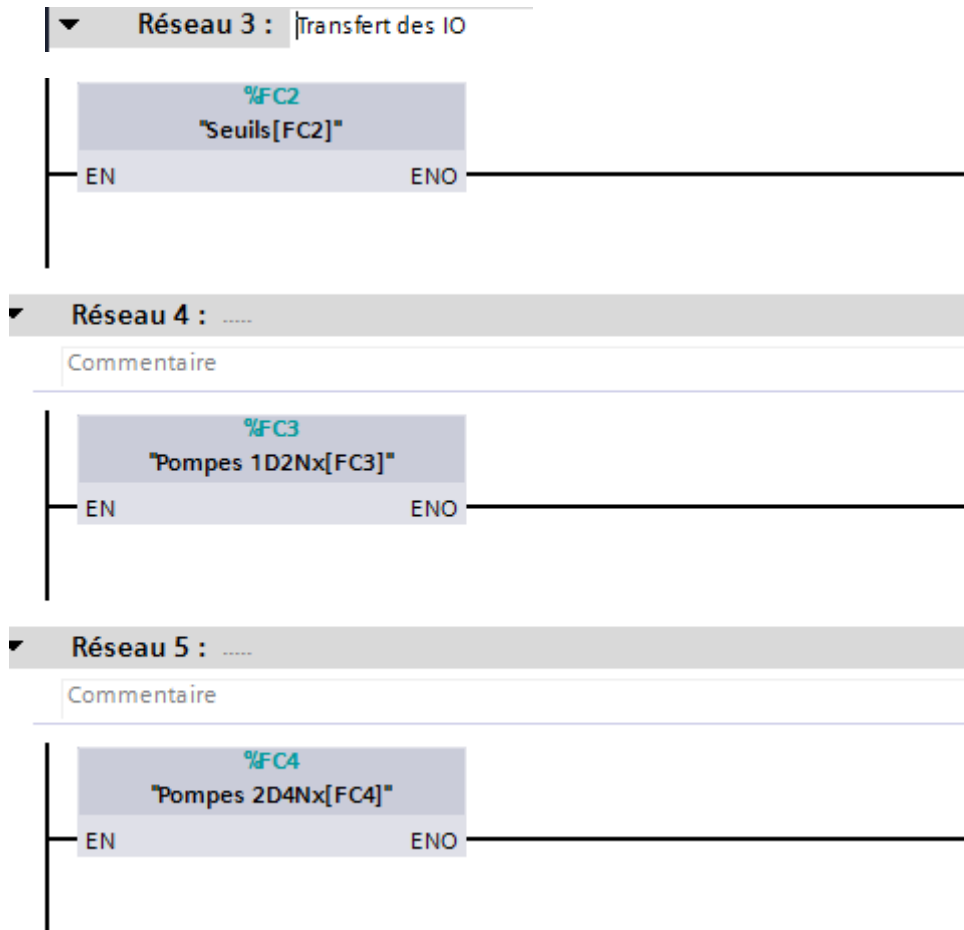 Réseau 3 : Transfert des IO
%FC2
"Seuils[FC2]"
EN ENO
Réseau 4 : .....
Commentaire
%FC3
"Pompes 1D2Nx[FC3]"
EN ENO
Réseau 5 : .....
Commentaire
%FC4
"Pompes 2D4Nx[FC4]"
EN ENO